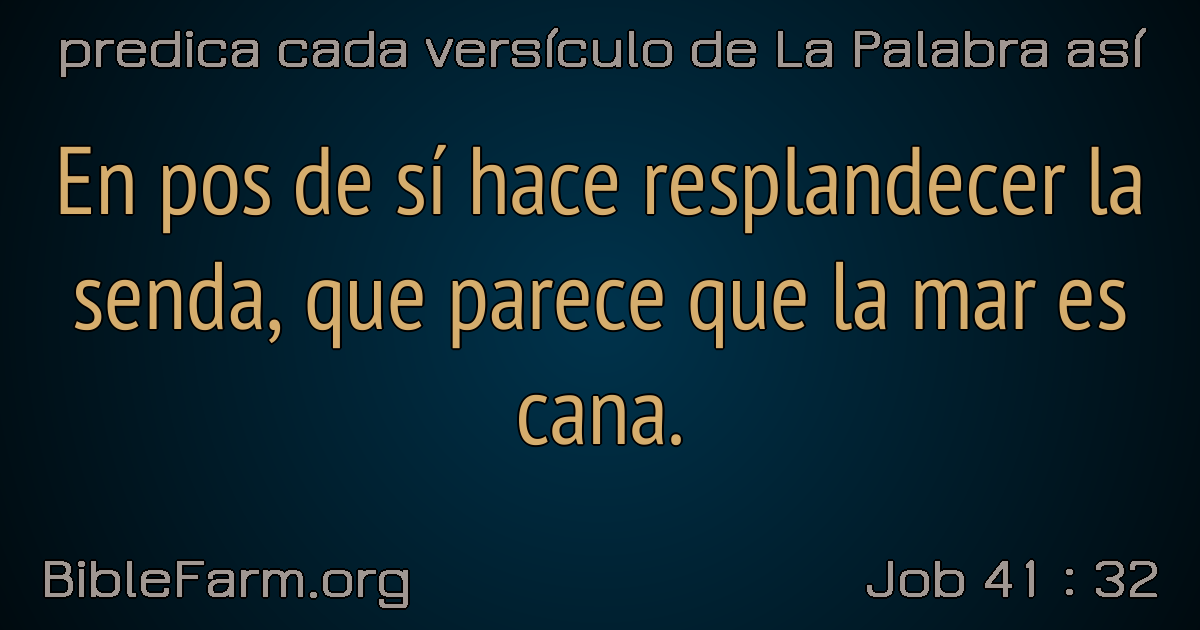 predica cada versículo de La Palabra así
En pos de sí hace resplandecer la
senda, que parece que la mar es
cana.
BibleFarm.org
Job 41 : 32